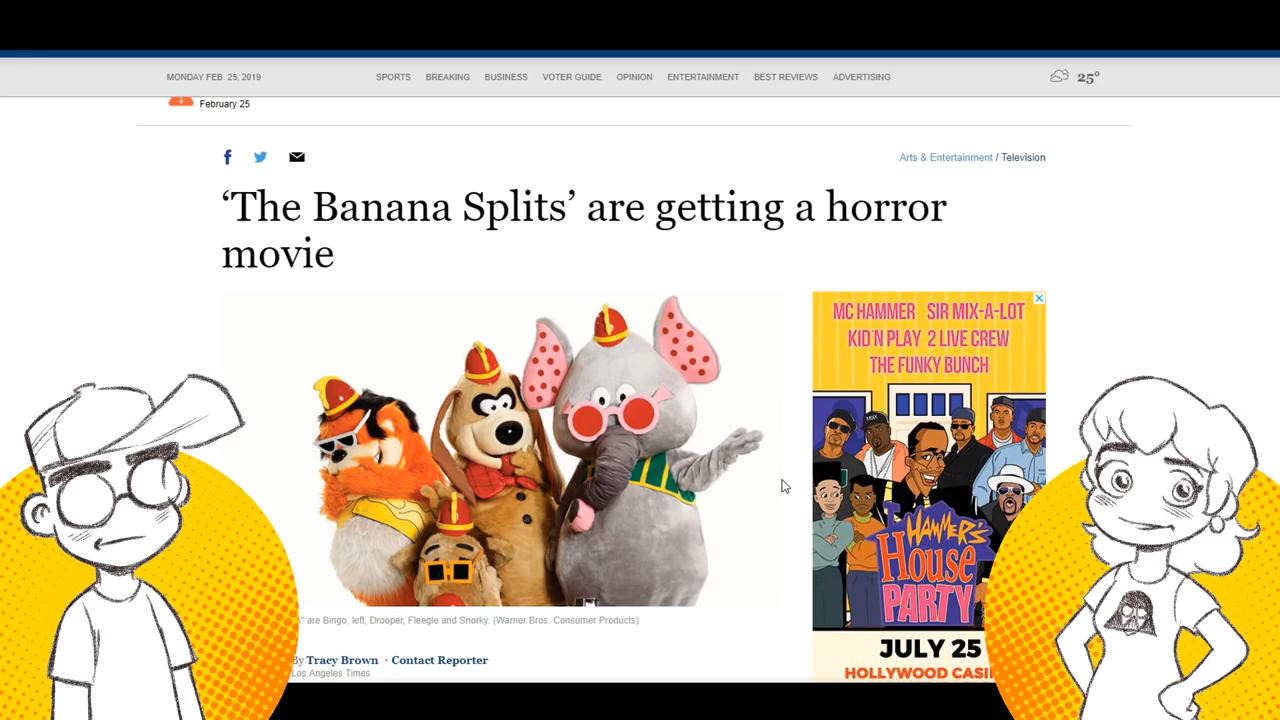 MONDAY FEB. 25, 2019
SPORTS BREAKING BUSINESS VOTER GUIDE OPINION ENTERTAINMENT BEST REVIEWS ADVERTISING
25°
February 25
Arts & Entertainment / Television
‘The Banana Splits’ are getting a horror
movie
MC HAMMER SIR MIX-A-LOT
KID'N PLAY 2 LIVE CREW
THE FUNKY BUNCH
MIXX
HAMMER'S
House
PARTY
JULY 25
HOLLYWOOD
s” are Bingo, left, Drooper, Fleegle and Snorky. (Warner Bros. Consumer Products)
By Tracy Brown · Contact Reporter
Los Angeles Times